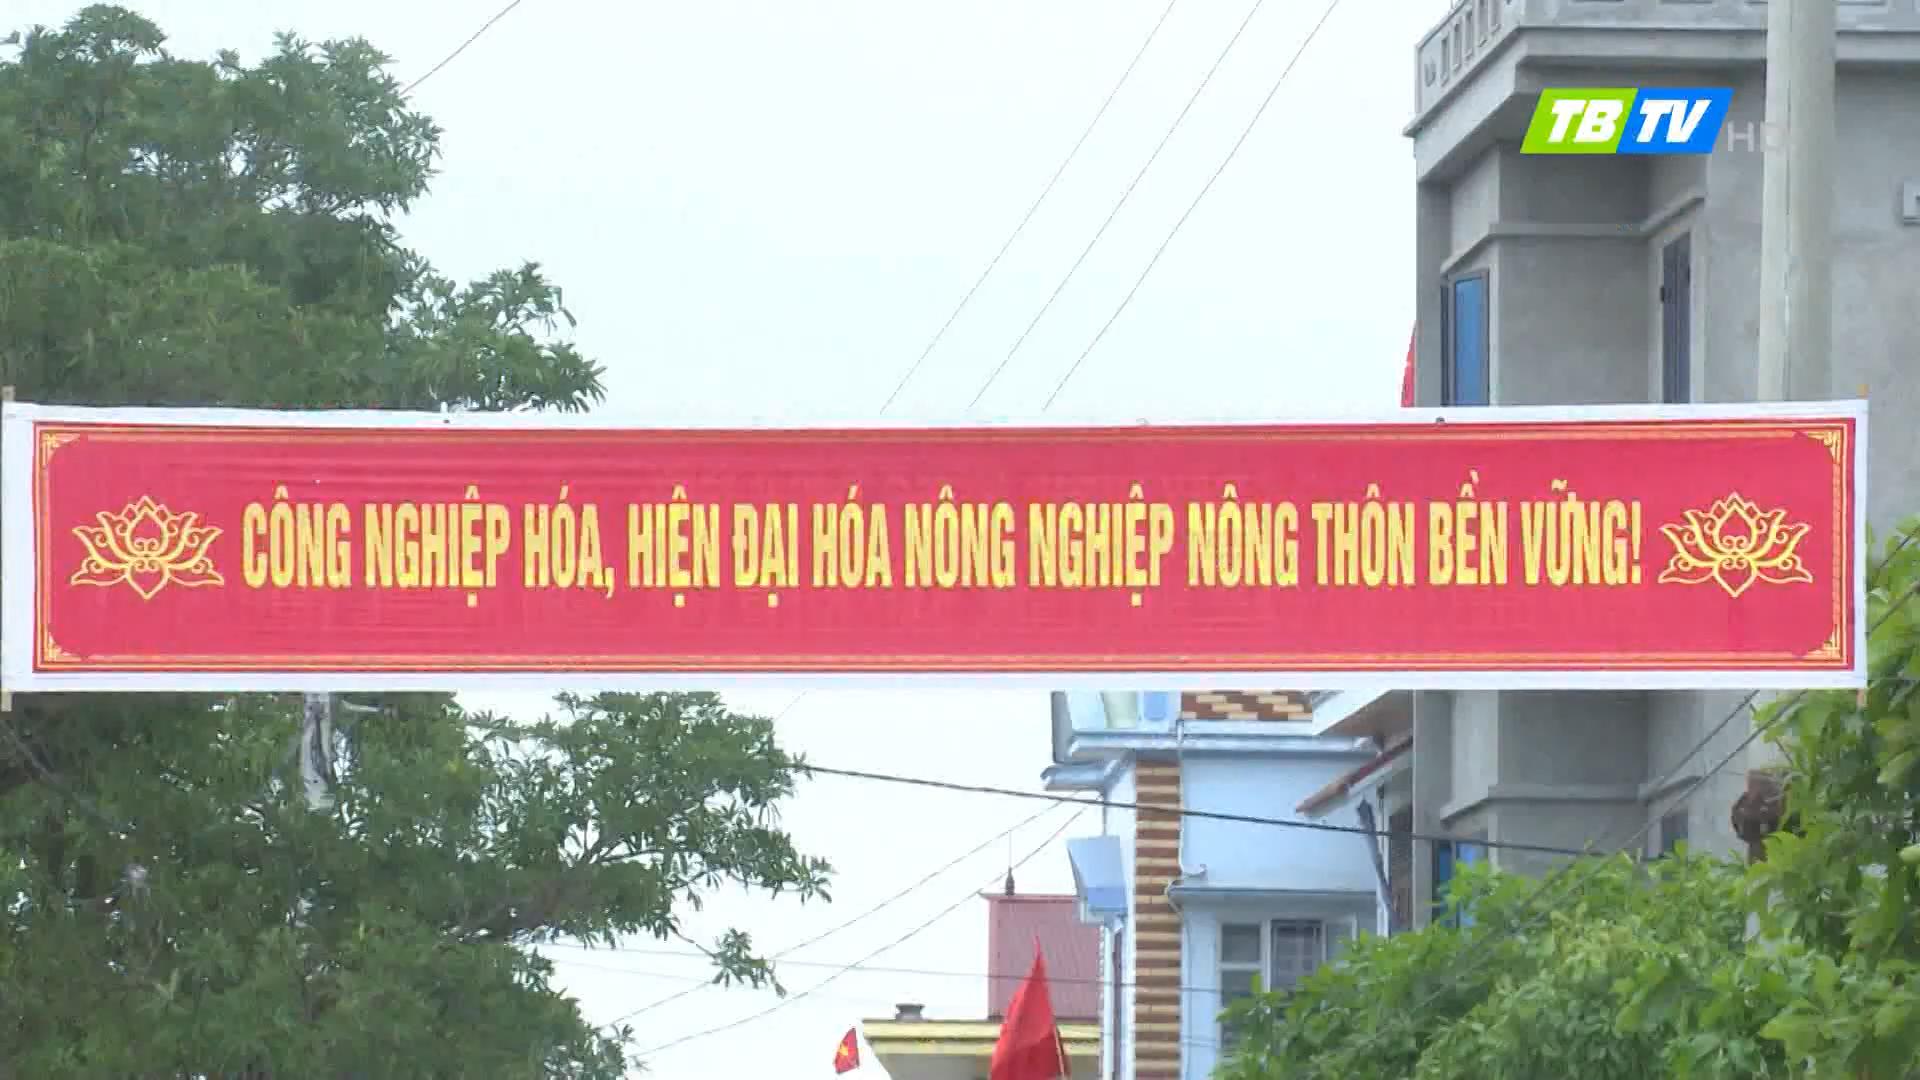 TBTV HD
CÔNG NGHIỆP HÓA, HIỆN ĐẠI HÓA NÔNG NGHIỆP NÔNG THÔN BỀN VỮNG!